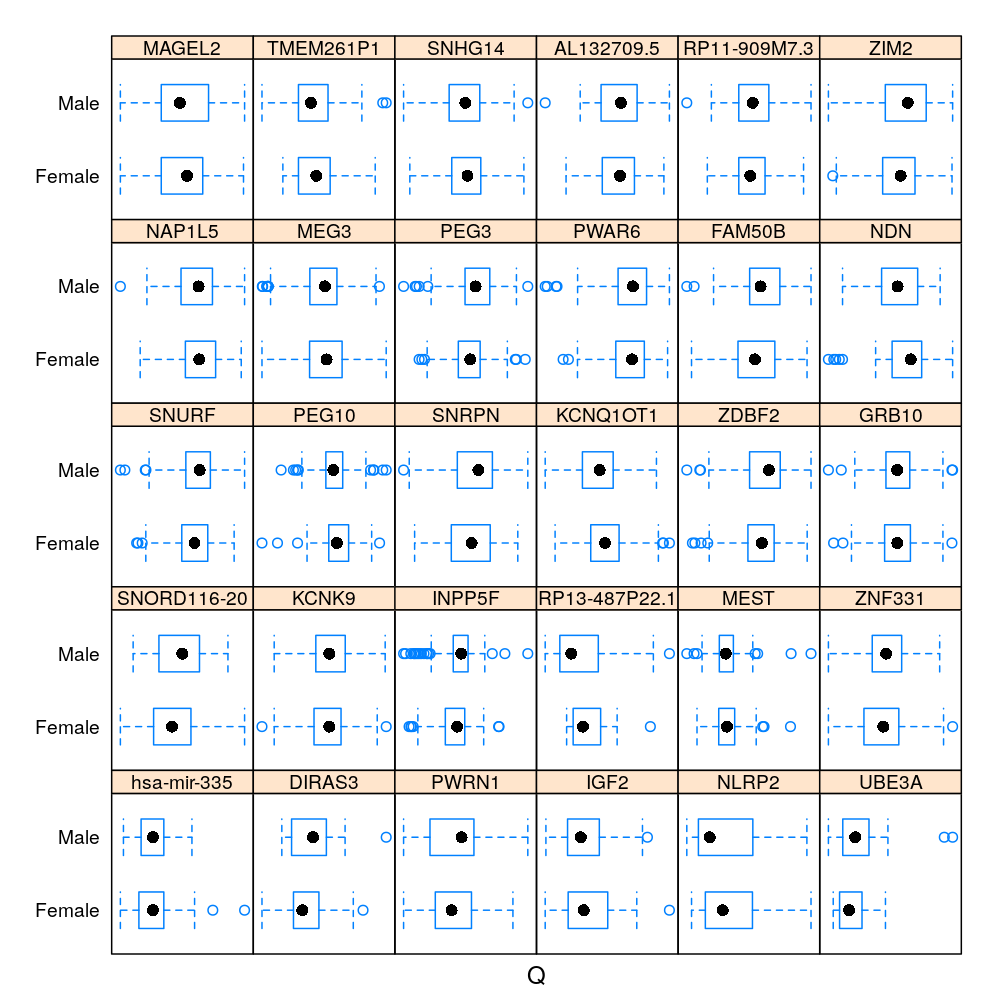 MAGEL2 TMEM261P1 SNHG14 AL132709.5 RP11-909M7.3 ZIM2
Male
Female
NAP1L5 MEG3 PEG3 PWAR6 FAM50B NDN
Male
Female
SNURF PEG10 SNRPN KCNQ1OT1 ZDBF2 GRB10
Male
Female
SNORD116-20 KCNK9 INPP5F RP13-487P22.1 MEST ZNF331
Male
Female
hsa-mir-335 DIRAS3 PWRN1 IGF2 NLRP2 UBE3A
Male
Female
Q